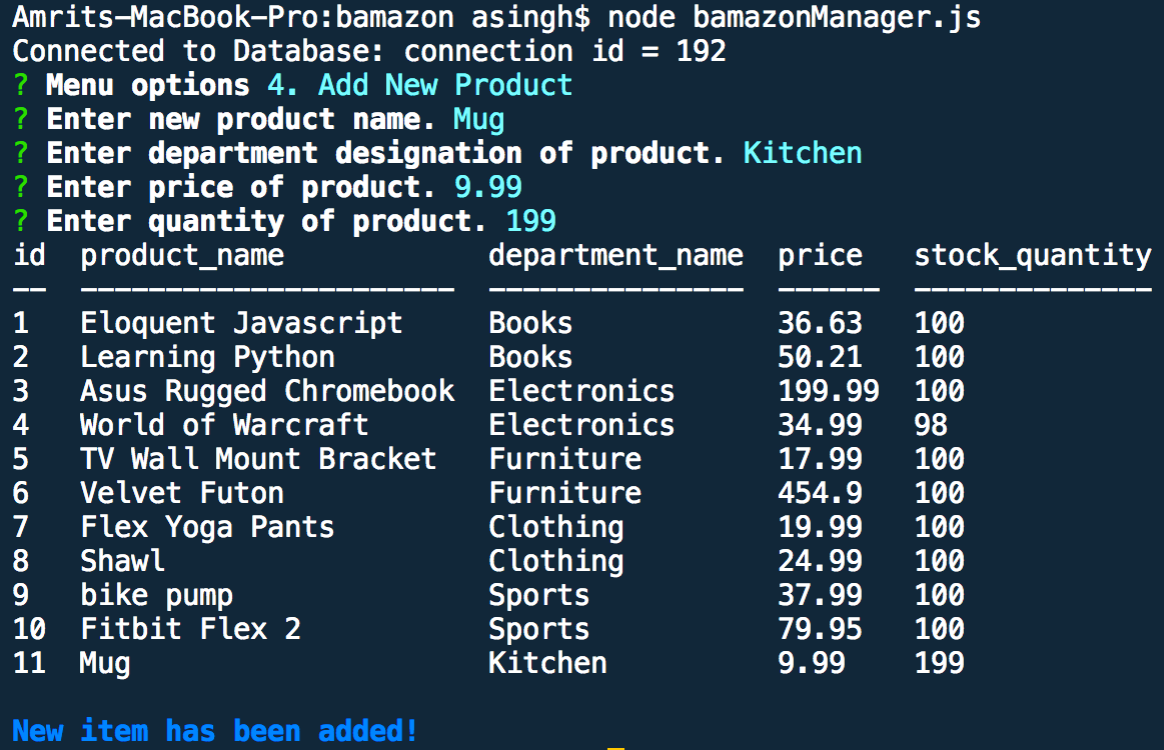 Amrits-MacBook-Pro:bamazon asingh$ node bamazonManager.js
Connected to Database: connection id = 192
? Menu options 4. Add New Product
? Enter new product name. Mug
? Enter department designation of product. Kitchen
? Enter price of product. 9.99
? Enter quantity of product. 199
id  product_name            department_name  price   stock_quantity
--  ----------------------  ---------------  ------  --------------
1   Eloquent Javascript     Books            36.63   100
2   Learning Python         Books            50.21   100
3   Asus Rugged Chromebook  Electronics      199.99  100
4   World of Warcraft       Electronics      34.99   98
5   TV Wall Mount Bracket   Furniture        17.99   100
6   Velvet Futon            Furniture        454.9   100
7   Flex Yoga Pants         Clothing         19.99   100
8   Shawl                   Clothing         24.99   100
9   bike pump               Sports           37.99   100
10  Fitbit Flex 2           Sports           79.95   100
11  Mug                     Kitchen          9.99    199
New item has been added!